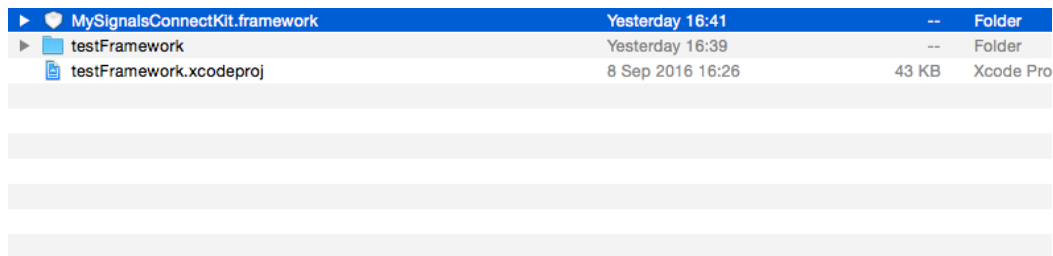 MySignalsConnectKit.framework Yesterday 16:41 -- Folder
testFramework Yesterday 16:39 -- Folder
testFramework.xcodeproj 8 Sep 2016 16:26 43 KB Xcode Pro